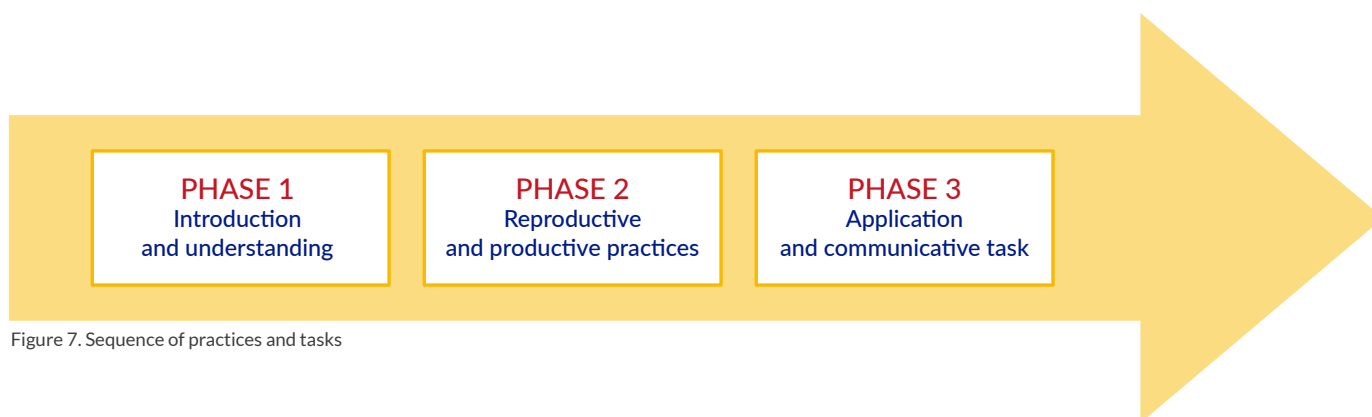 PHASE 1
Introduction
and understanding
PHASE 2
Reproductive
and productive practices
PHASE 3
Application
and communicative task
Figure 7. Sequence of practices and tasks